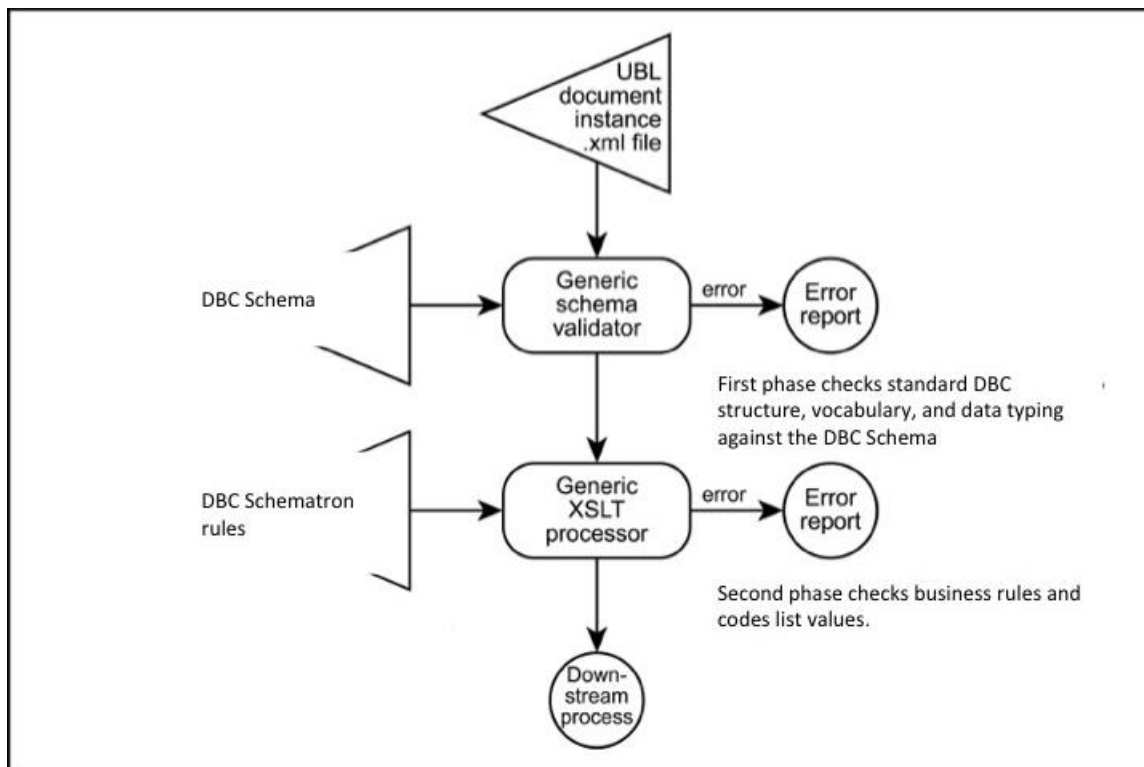 UBL
document
instance
.xml file
DBC Schema
Generic
schema
validator
error
Error
report
First phase checks standard DBC
structure, vocabulary, and data typing
against the DBC Schema
DBC Schematron
rules
Generic
XSLT
processor
error
Error
report
Second phase checks business rules and
codes list values.
Down-
stream
process